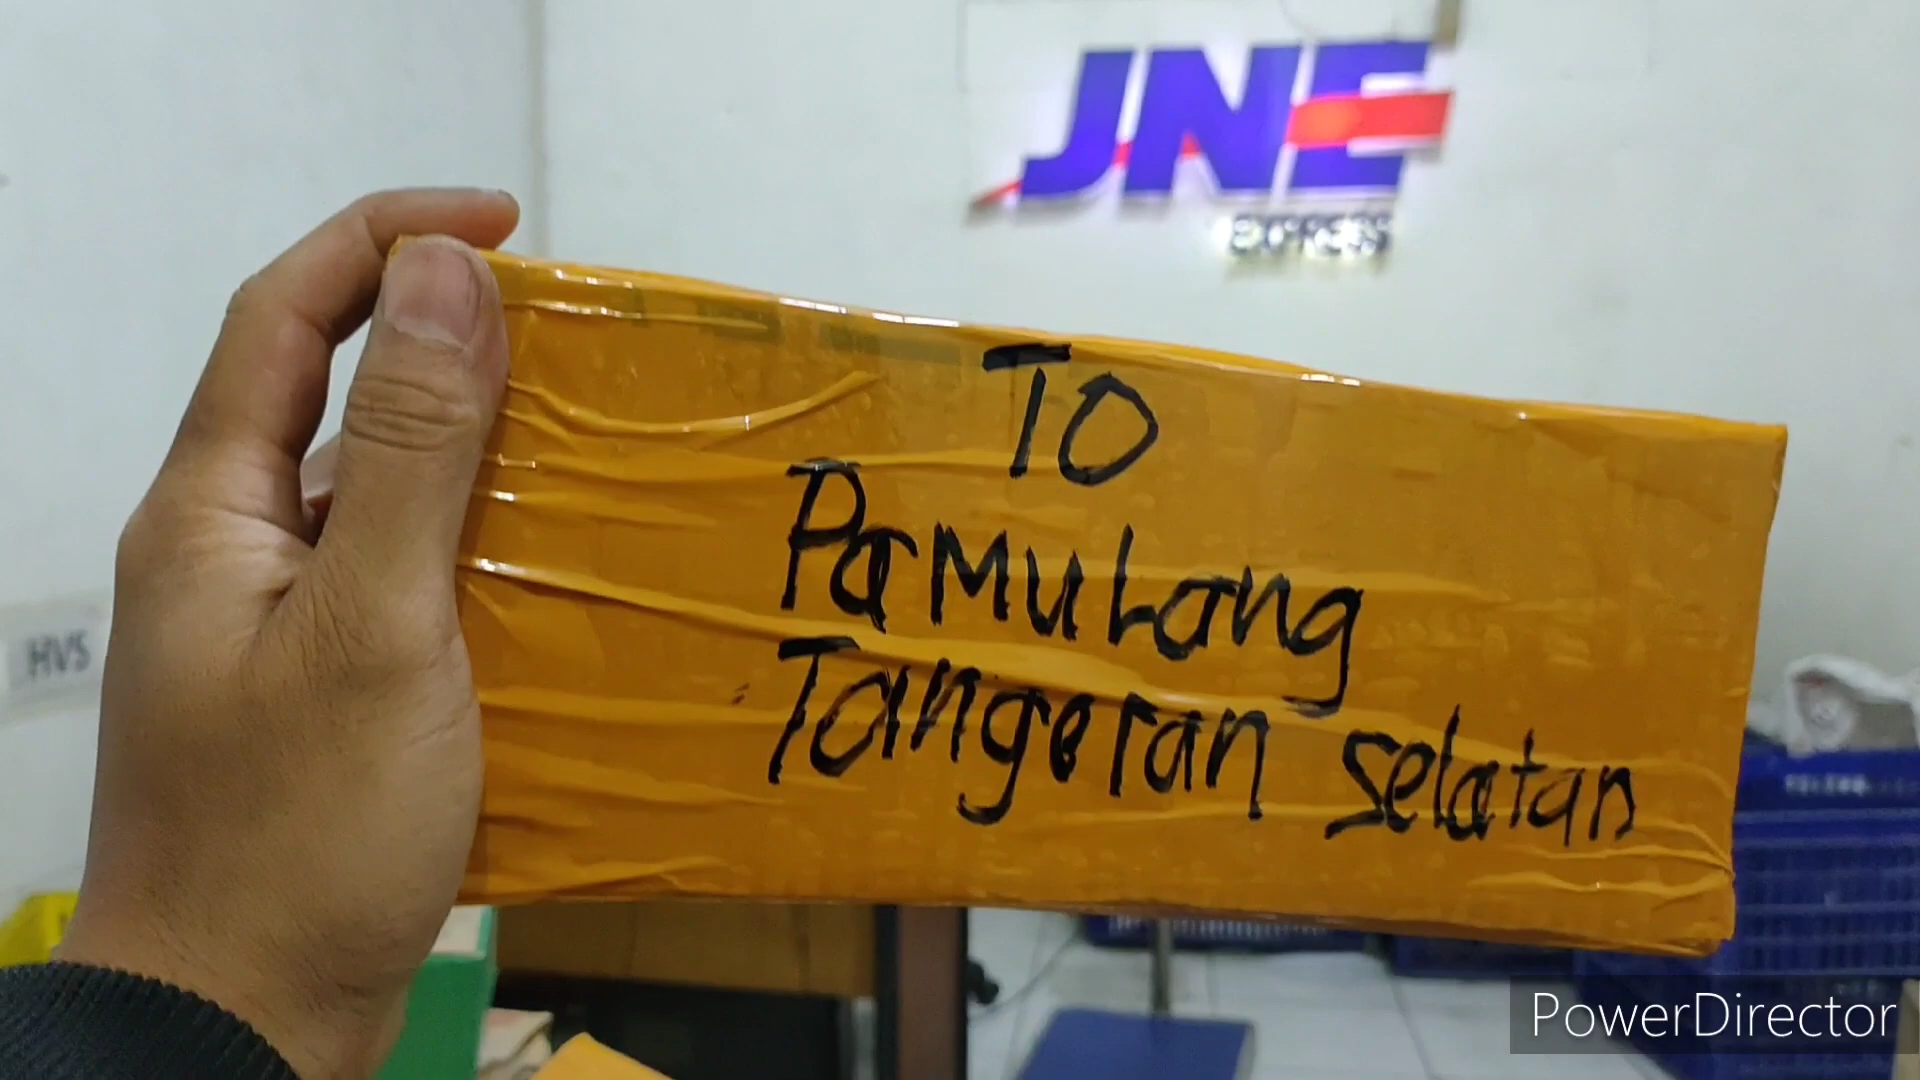 JNE
EXPRESS
TO
Pamulang
Tangeran selatan
HVS
PowerDirector